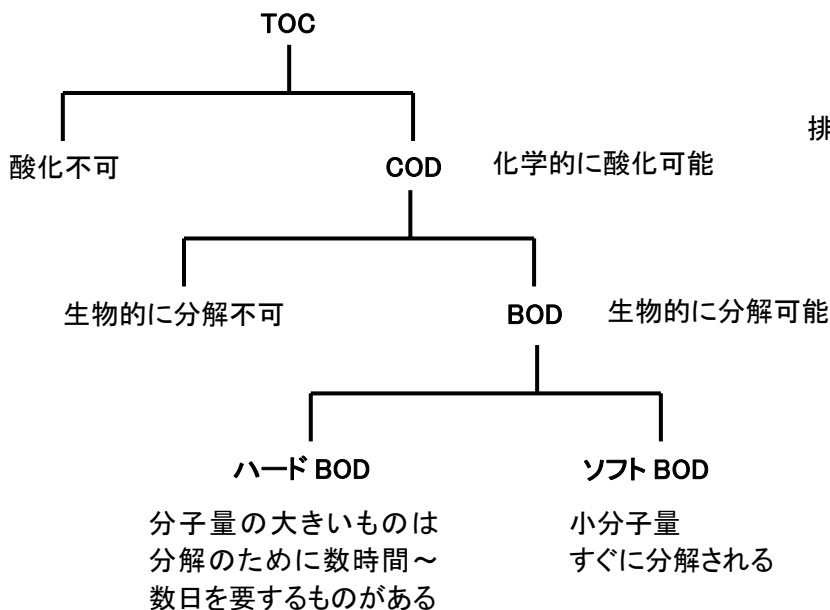 TOC
排
酸化不可
COD
化学的に酸化可能
生物的に分解不可
BOD
生物的に分解可能
ハード BOD
ソフト BOD
分子量の大きいものは
分解のために数時間～
数日を要するものがある
小分子量
すぐに分解される